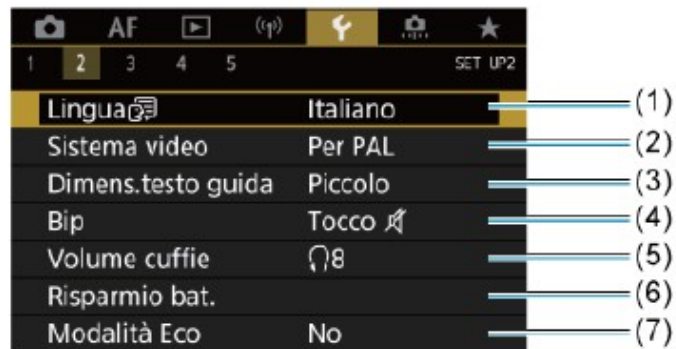 AF
1 2 3 4 5 SET UP2
Lingua Italiano (1)
Sistema video Per PAL (2)
Dimens.testo guida Piccolo (3)
Bip Tocco (4)
Volume cuffie 8 (5)
Risparmio bat. (6)
Modalità Eco No (7)